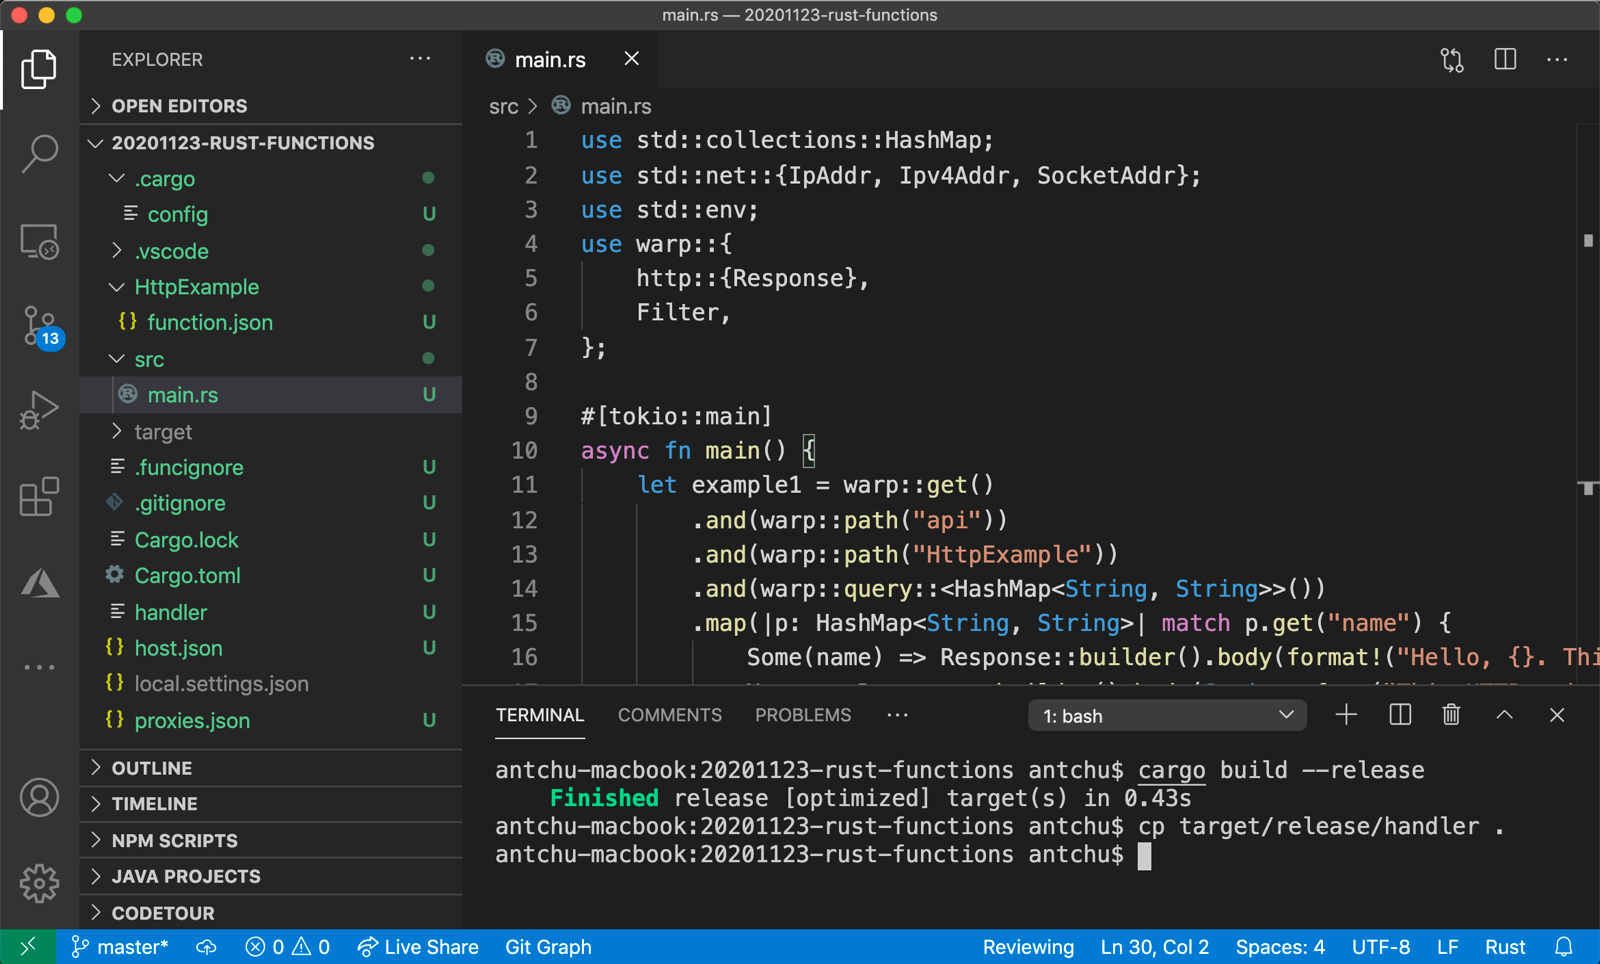 main.rs — 20201123-rust-functions
EXPLORER
OPEN EDITORS
20201123-RUST-FUNCTIONS
.cargo
config U
.vscode
HttpExample
{} function.json U
src
main.rs U
target
.funcignore U
.gitignore U
Cargo.lock U
Cargo.toml U
handler U
{} host.json U
{} local.settings.json
{} proxies.json U
OUTLINE
TIMELINE
NPM SCRIPTS
JAVA PROJECTS
CODETOUR
13
main.rs
src > main.rs
1 use std::collections::HashMap;
2 use std::net::{IpAddr, Ipv4Addr, SocketAddr};
3 use std::env;
4 use warp::{
5 http::{Response},
6 Filter,
7 };
8
9 #[tokio::main]
10 async fn main() {
11 let example1 = warp::get()
12 .and(warp::path("api"))
13 .and(warp::path("HttpExample"))
14 .and(warp::query::<HashMap<String, String>>())
15 .map(|p: HashMap<String, String>| match p.get("name") {
16 Some(name) => Response::builder().body(format!("Hello, {}. Thi
TERMINAL COMMENTS PROBLEMS ··· 1: bash
antchu-macbook:20201123-rust-functions antchu$ cargo build --release
Finished release [optimized] target(s) in 0.43s
antchu-macbook:20201123-rust-functions antchu$ cp target/release/handler .
antchu-macbook:20201123-rust-functions antchu$
master* 0 0 Live Share Git Graph Reviewing Ln 30, Col 2 Spaces: 4 UTF-8 LF Rust